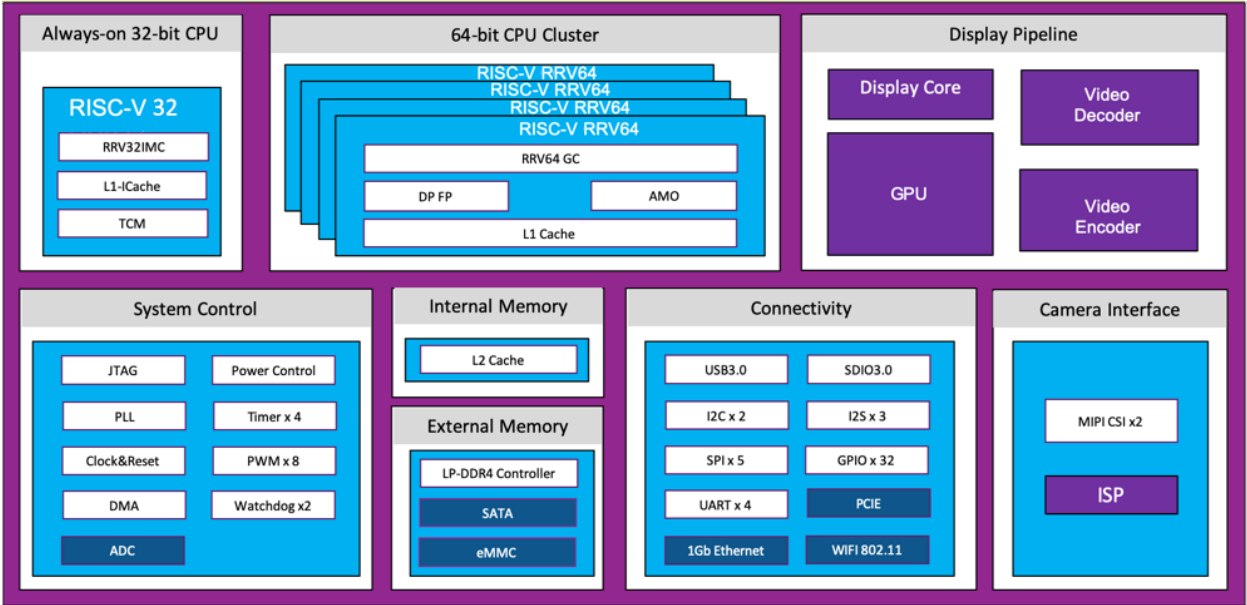 Always-on 32-bit CPU
RISC-V 32
RRV32IMC
L1-ICache
TCM
64-bit CPU Cluster
RISC-V RRV64
RISC-V RRV64
RISC-V RRV64
RISC-V RRV64
RRV64 GC
DP FP
AMO
L1 Cache
Display Pipeline
Display Core
Video
Decoder
GPU
Video
Encoder
System Control
JTAG
Power Control
PLL
Timer x 4
Clock&Reset
PWM x 8
DMA
Watchdog x2
ADC
Internal Memory
L2 Cache
External Memory
LP-DDR4 Controller
SATA
eMMC
Connectivity
USB3.0
SDIO3.0
I2C x 2
I2S x 3
SPI x 5
GPIO x 32
UART x 4
PCIE
1Gb Ethernet
WIFI 802.11
Camera Interface
MIPI CSI x2
ISP